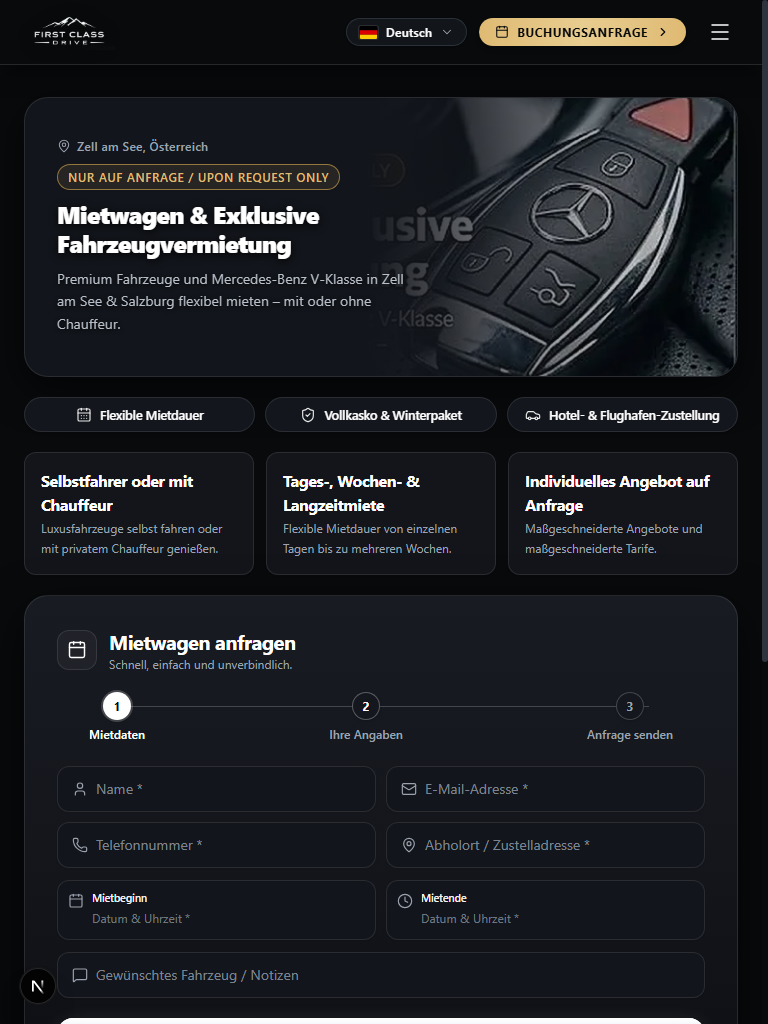 FIRST CLASS
DRIVE
Deutsch
BUCHUNGSANFRAGE
Zell am See, Österreich
NUR AUF ANFRAGE / UPON REQUEST ONLY
LY
Mietwagen & Exklusive
usive
Fahrzeugvermietung
ng
Premium Fahrzeuge und Mercedes-Benz V-Klasse in Zell
am See & Salzburg flexibel mieten – mit oder ohne
V-Klasse
Chauffeur.
Flexible Mietdauer
Vollkasko & Winterpaket
Hotel- & Flughafen-Zustellung
Selbstfahrer oder mit
Chauffeur
Luxusfahrzeuge selbst fahren oder
mit privatem Chauffeur genießen.
Tages-, Wochen- &
Langzeitmiete
Flexible Mietdauer von einzelnen
Tagen bis zu mehreren Wochen.
Individuelles Angebot auf
Anfrage
Maßgeschneiderte Angebote und
maßgeschneiderte Tarife.
Mietwagen anfragen
Schnell, einfach und unverbindlich.
1
2
3
Mietdaten
Ihre Angaben
Anfrage senden
Name *
E-Mail-Adresse *
Telefonnummer *
Abholort / Zustelladresse *
Mietbeginn
Datum & Uhrzeit *
Mietende
Datum & Uhrzeit *
Gewünschtes Fahrzeug / Notizen
N